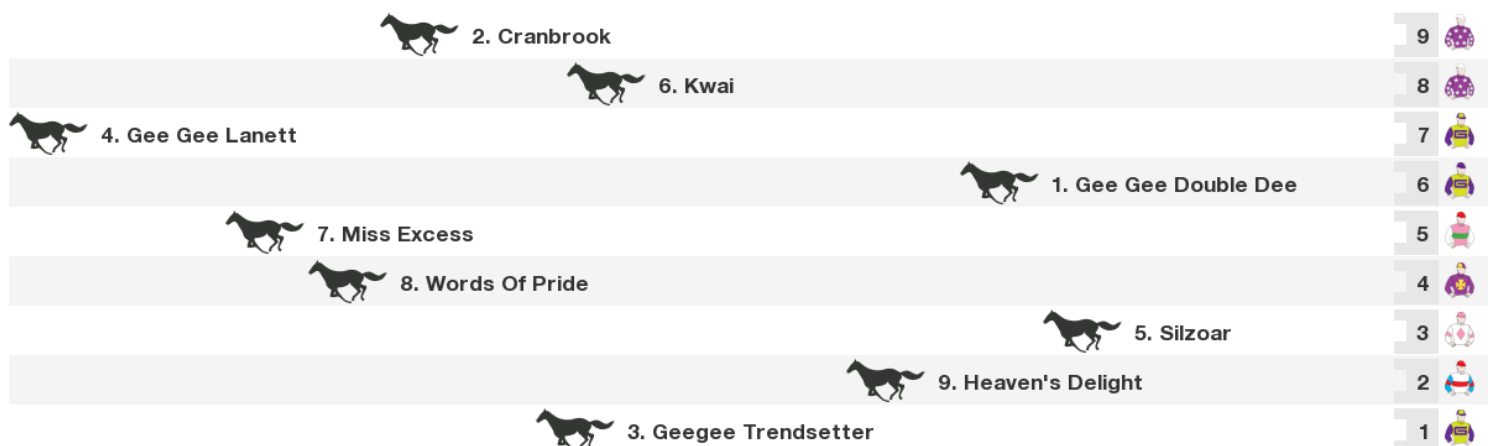 2. Cranbrook 9
6. Kwai 8
4. Gee Gee Lanett 7
1. Gee Gee Double Dee 6
7. Miss Excess 5
8. Words Of Pride 4
5. Silzoar 3
9. Heaven's Delight 2
3. Geegee Trendsetter 1